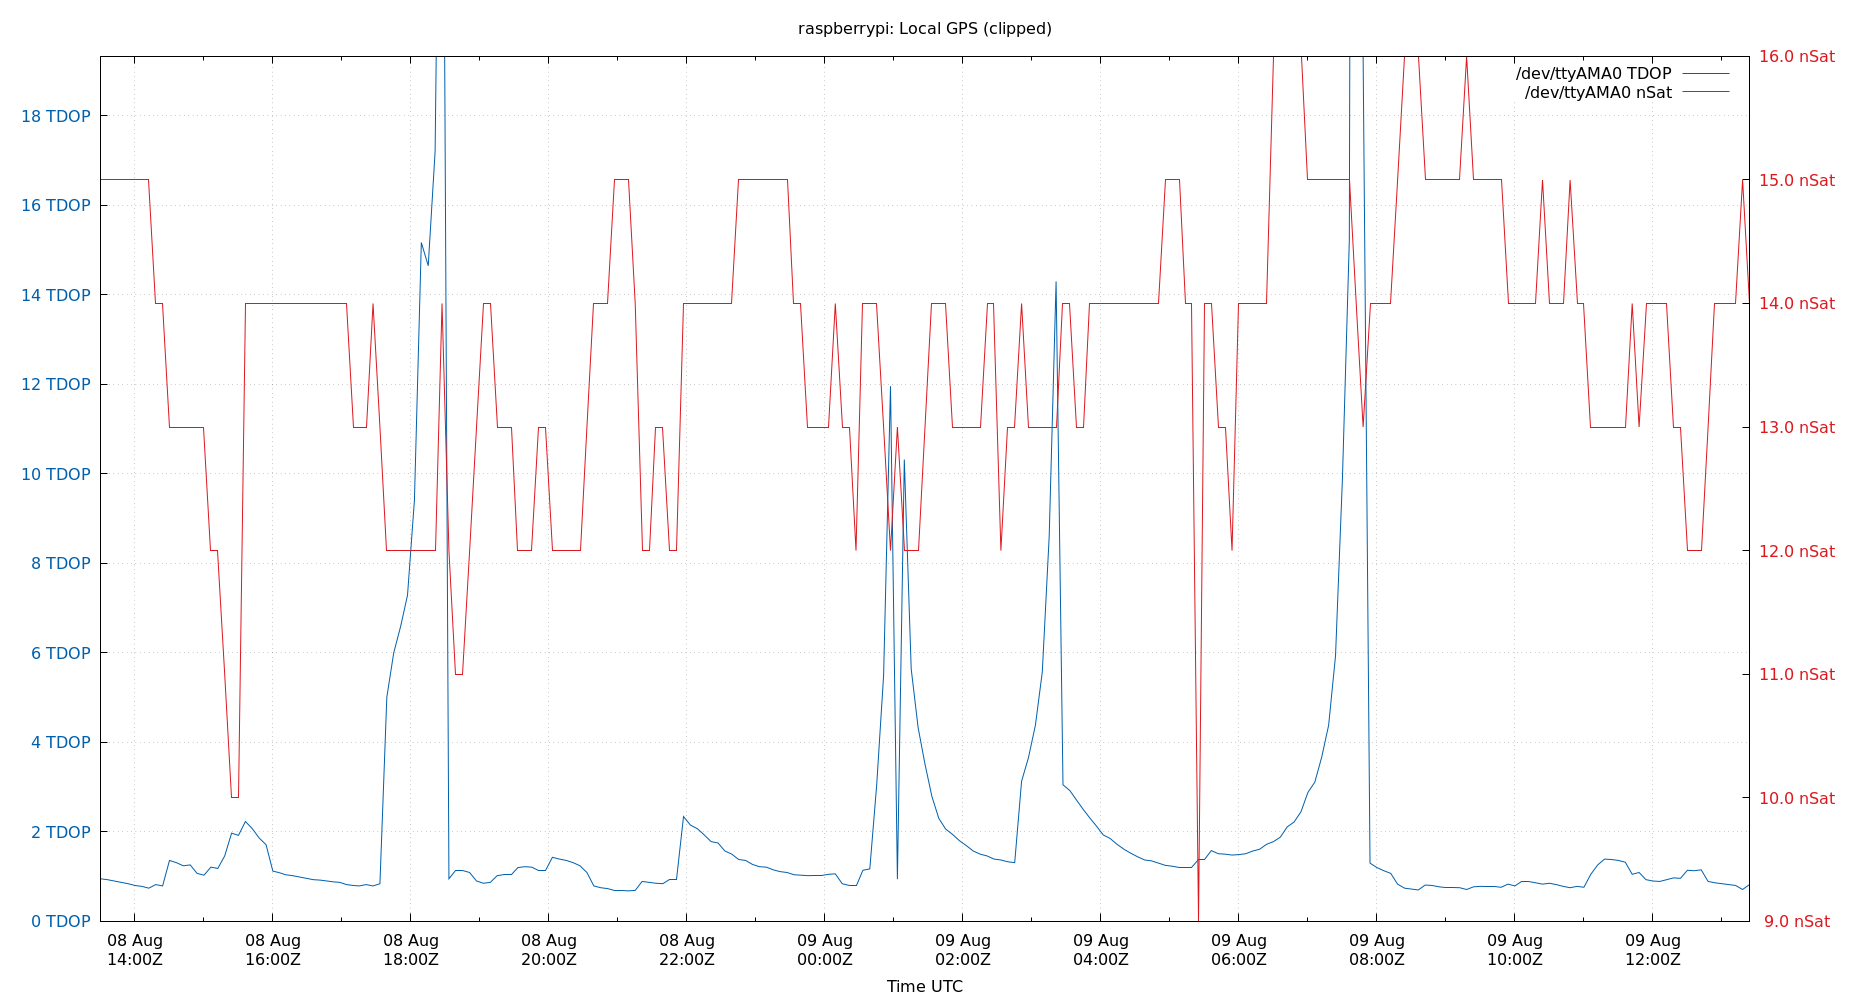 raspberrypi: Local GPS (clipped)
/dev/ttyAMA0 TDOP
/dev/ttyAMA0 nSat
18 TDOP
16 TDOP
14 TDOP
12 TDOP
10 TDOP
8 TDOP
6 TDOP
4 TDOP
2 TDOP
0 TDOP
16.0 nSat
15.0 nSat
14.0 nSat
13.0 nSat
12.0 nSat
11.0 nSat
10.0 nSat
9.0 nSat
08 Aug 08 Aug 08 Aug 08 Aug 08 Aug 09 Aug 09 Aug 09 Aug 09 Aug 09 Aug 09 Aug 09 Aug
14:00Z 16:00Z 18:00Z 20:00Z 22:00Z 00:00Z 02:00Z 04:00Z 06:00Z 08:00Z 10:00Z 12:00Z
Time UTC